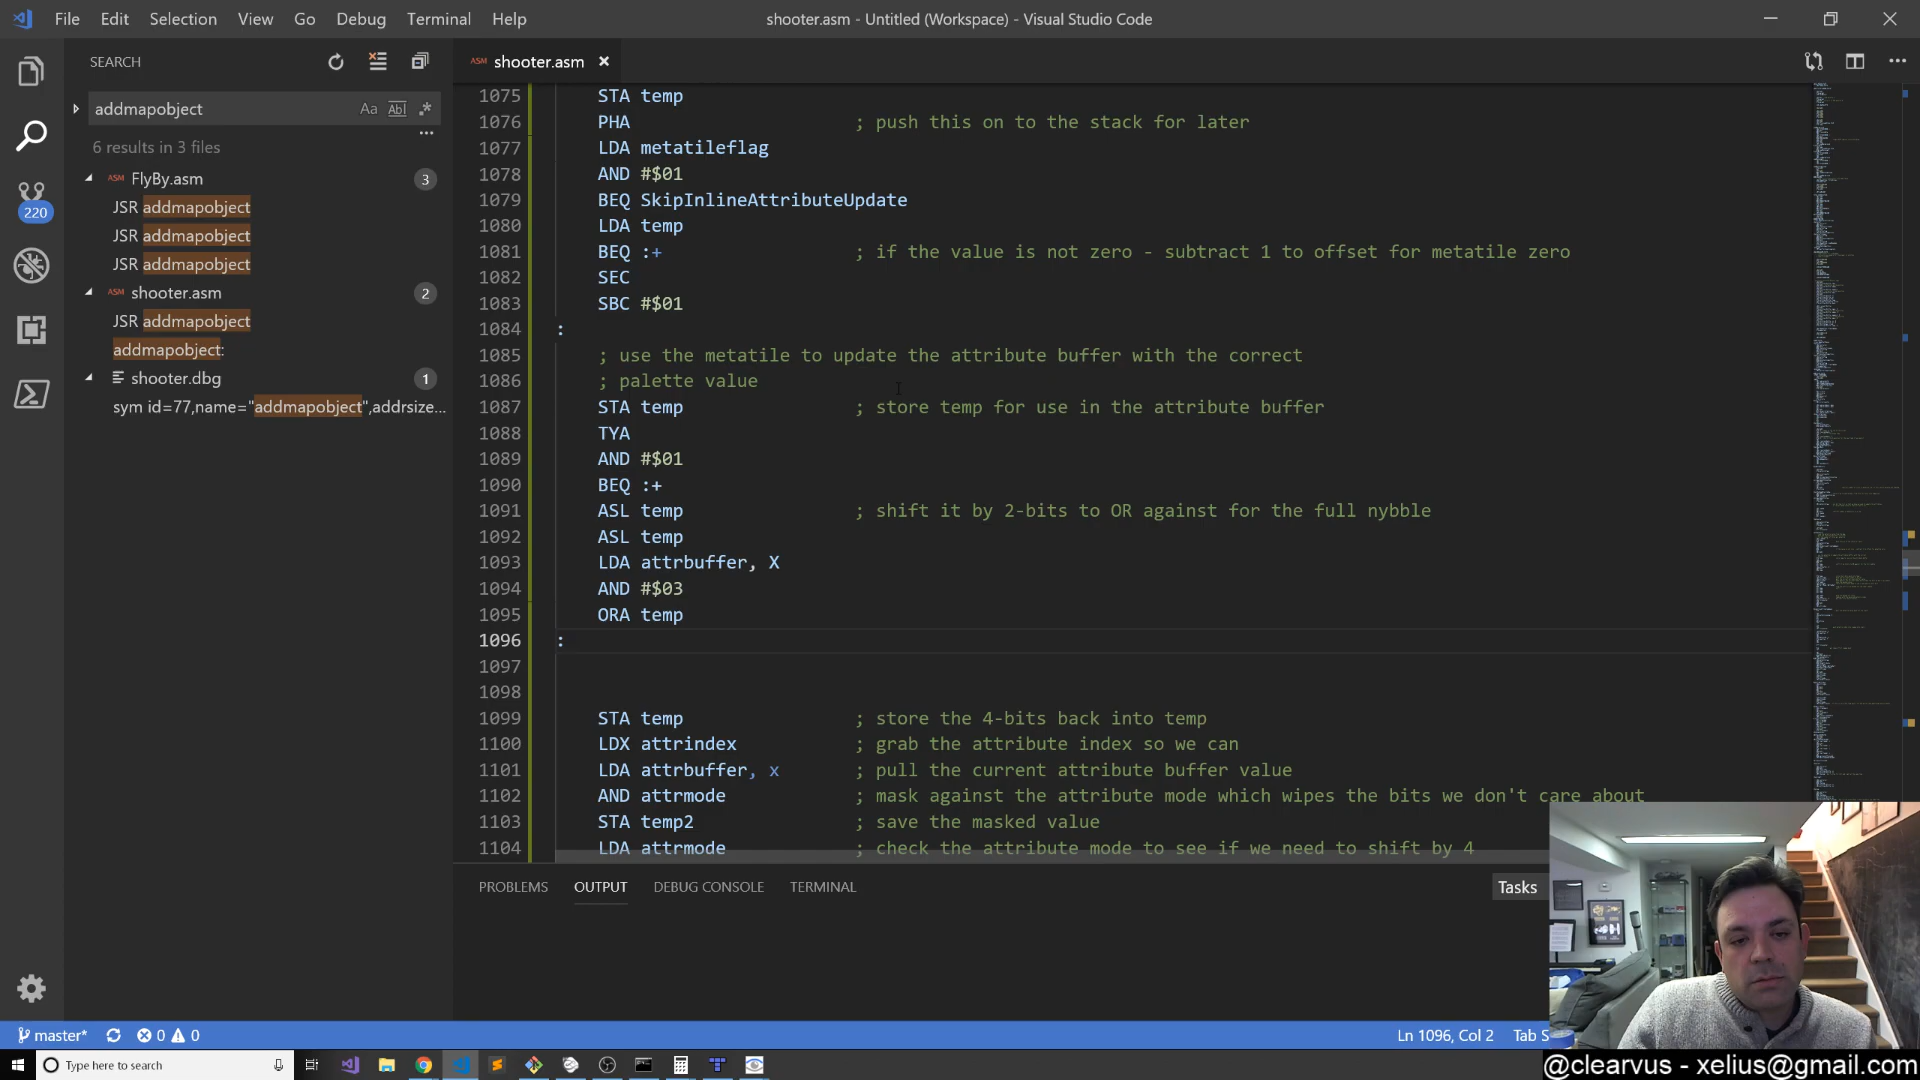 File Edit Selection View Go Debug Terminal Help
shooter.asm - Untitled (Workspace) - Visual Studio Code
SEARCH
addmapobject
Aa Abl .*
6 results in 3 files
ASM FlyBy.asm 3
JSR addmapobject
JSR addmapobject
JSR addmapobject
ASM shooter.asm 2
JSR addmapobject
addmapobject:
shooter.dbg 1
sym id=77,name="addmapobject",addrsize...
220
ASM shooter.asm
1075 STA temp
1076 PHA ; push this on to the stack for later
1077 LDA metatileflag
1078 AND #$01
1079 BEQ SkipInlineAttributeUpdate
1080 LDA temp
1081 BEQ :+ ; if the value is not zero - subtract 1 to offset for metatile zero
1082 SEC
1083 SBC #$01
1084 :
1085 ; use the metatile to update the attribute buffer with the correct
1086 ; palette value
1087 STA temp ; store temp for use in the attribute buffer
1088 TYA
1089 AND #$01
1090 BEQ :+
1091 ASL temp ; shift it by 2-bits to OR against for the full nybble
1092 ASL temp
1093 LDA attrbuffer, X
1094 AND #$03
1095 ORA temp
1096 :
1097
1098
1099 STA temp ; store the 4-bits back into temp
1100 LDX attrindex ; grab the attribute index so we can
1101 LDA attrbuffer, x ; pull the current attribute buffer value
1102 AND attrmode ; mask against the attribute mode which wipes the bits we don't care about
1103 STA temp2 ; save the masked value
1104 LDA attrmode ; check the attribute mode to see if we need to shift by 4
PROBLEMS OUTPUT DEBUG CONSOLE TERMINAL
Tasks
master* 0 0
Ln 1096, Col 2 Tab S
Type here to search
@clearvus - xelius@gmail.com